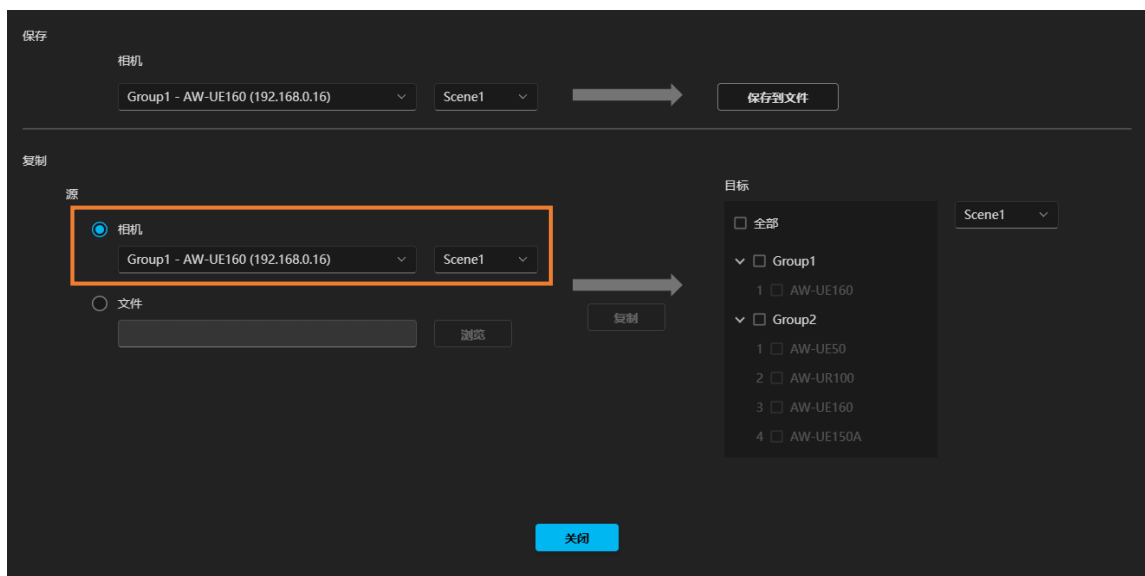 保存
相机
Group1 - AW-UE160 (192.168.0.16) Scene1 保存到文件
复制
源 目标
相机 全部 Scene1
Group1 - AW-UE160 (192.168.0.16) Scene1 Group1
1 AW-UE160
文件 复制 Group2
浏览
1 AW-UE50
2 AW-UR100
3 AW-UE160
4 AW-UE150A
关闭